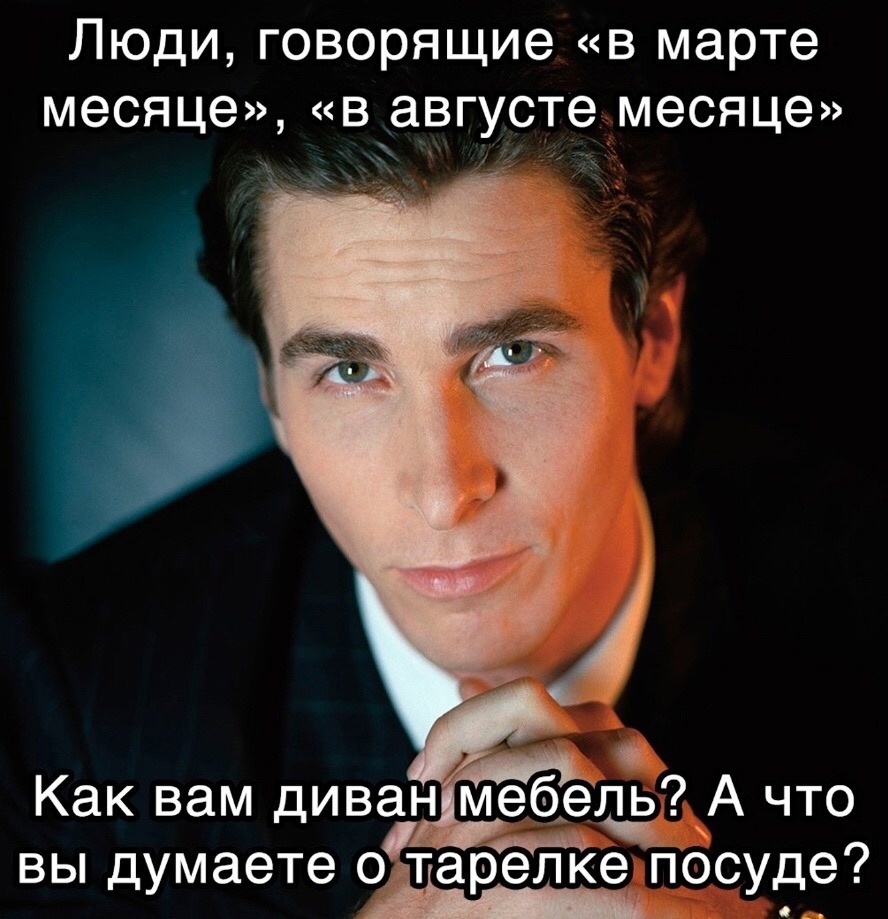 Люди, говорящие «в марте
месяце», «в августе месяце»
Как вам диван мебель? А что
вы думаете о тарелке посуде?